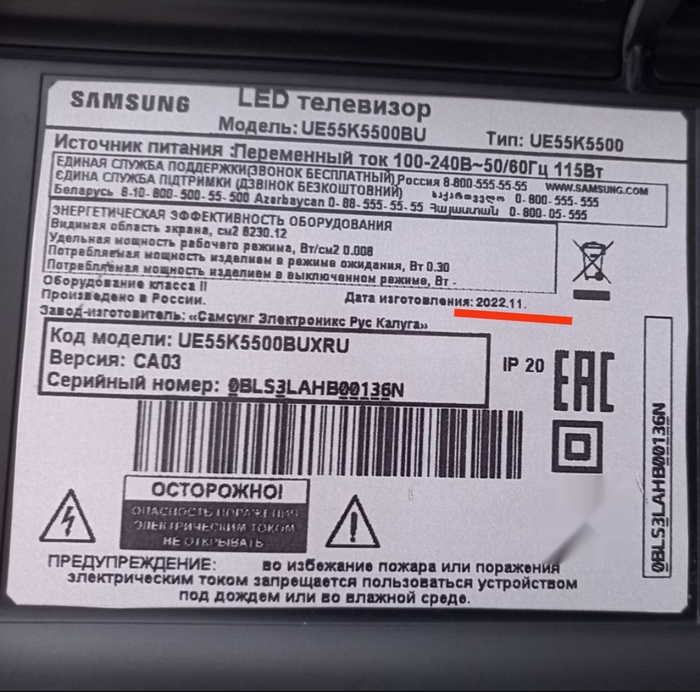 SAMSUNG
LED телевизор
Модель: UE55K5500BU
Тип: UE55K5500
Источник питания :Переменный ток 100-240В~50/60Гц 115Вт
ЕДИНАЯ СЛУЖБА ПОДДЕРЖКИ(ЗВОНОК БЕСПЛАТНЫЙ) Россия 8-800-555-55-55 WWW.SAMSUNG.COM
ЄДИНА СЛУЖБА ПІДТРИМКИ (ДЗВІНОК БЕЗКОШТОВНИЙ) საქართველო 0-800-555-555
Беларусь 8-10-800-500-55-500 Azərbaycan 0-88-555-55-55 Հայաստան 0-800-05-555
ЭНЕРГЕТИЧЕСКАЯ ЭФФЕКТИВНОСТЬ ОБОРУДОВАНИЯ
Видимая область экрана, см2 8230.12
Удельная мощность рабочего режима, Вт/см2 0.008
Потребляемая мощность изделием в режиме ожидания, Вт 0.30
Потребляемая мощность изделием в выключенном режиме, Вт -
Оборудование класса II
Дата изготовления: 2022.11.
Произведено в России.
Завод-изготовитель: «Самсунг Электроникс Рус Калуга»
Код модели: UE55K5500BUXRU
Версия: CA03
Серийный номер: 0BLS3LAHB00136N
IP 20
EAC
0BLS3LAHB00136N
ОСТОРОЖНО!
ОПАСНОСТЬ ПОРАЖЕНИЯ
ЭЛЕКТРИЧЕСКИМ ТОКОМ
НЕ ОТКРЫВАТЬ
ПРЕДУПРЕЖДЕНИЕ: во избежание пожара или поражения
электрическим током запрещается пользоваться устройством
под дождем или во влажной среде.